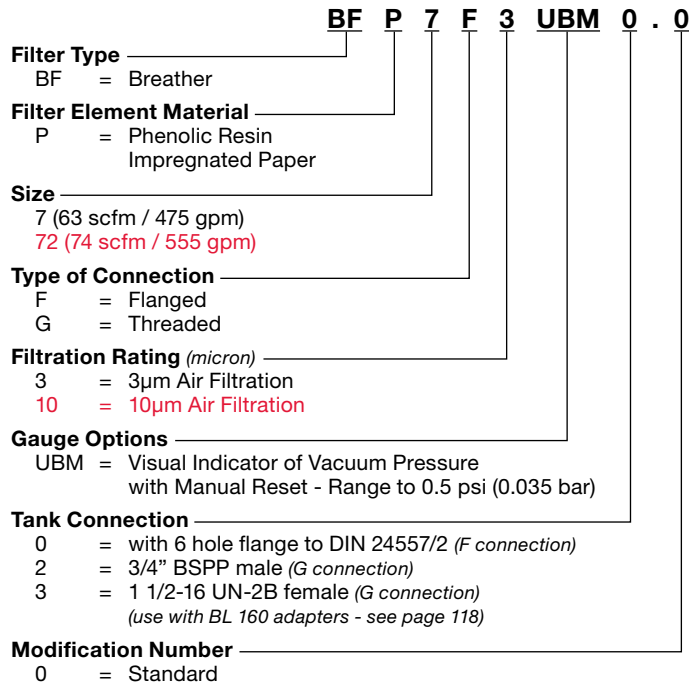 BF P 7 F 3 UBM 0 . 0
Filter Type
BF = Breather
Filter Element Material
P = Phenolic Resin
Impregnated Paper
Size
7 (63 scfm / 475 gpm)
72 (74 scfm / 555 gpm)
Type of Connection
F = Flanged
G = Threaded
Filtration Rating (micron)
3 = 3µm Air Filtration
10 = 10µm Air Filtration
Gauge Options
UBM = Visual Indicator of Vacuum Pressure
with Manual Reset - Range to 0.5 psi (0.035 bar)
Tank Connection
0 = with 6 hole flange to DIN 24557/2 (F connection)
2 = 3/4” BSPP male (G connection)
3 = 1 1/2-16 UN-2B female (G connection)
(use with BL 160 adapters - see page 118)
Modification Number
0 = Standard